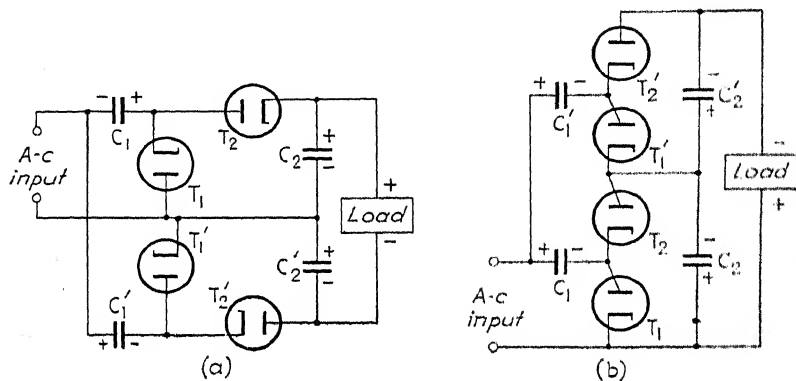 - +
C₁
T₂
A-c
input
T₁
+
C₂
-
+
Load
-
T₁'
C₁'
+ -
T₂'
+
C₂'
-
(a)
T₂'
+ -
C₁'
T₁'
-
C₂'
+
-
Load
+
T₂
+ -
C₁
-
C₂
+
A-c
input
T₁
(b)